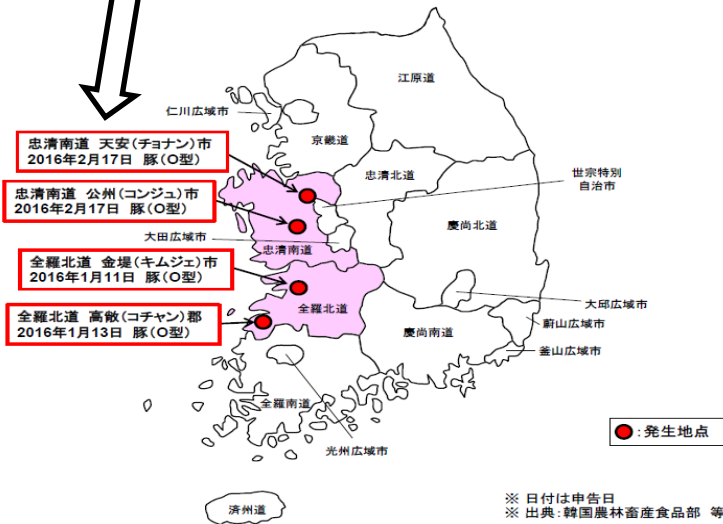 江原道
仁川広域市
京畿道
忠清南道 天安(チョナン)市
2016年2月17日 豚(O型)
忠清北道
世宗特別
自治市
忠清南道 公州(コンジュ)市
2016年2月17日 豚(O型)
慶尚北道
大田広域市
忠清南道
全羅北道 金堤(キムジェ)市
2016年1月11日 豚(O型)
大邱広域市
全羅北道
全羅北道 高敞(コチャン)郡
2016年1月13日 豚(O型)
慶尚南道
蔚山広域市
釜山広域市
全羅南道
光州広域市
:発生地点
済州道
※ 日付は申告日
※ 出典:韓国農林畜産食品部 等